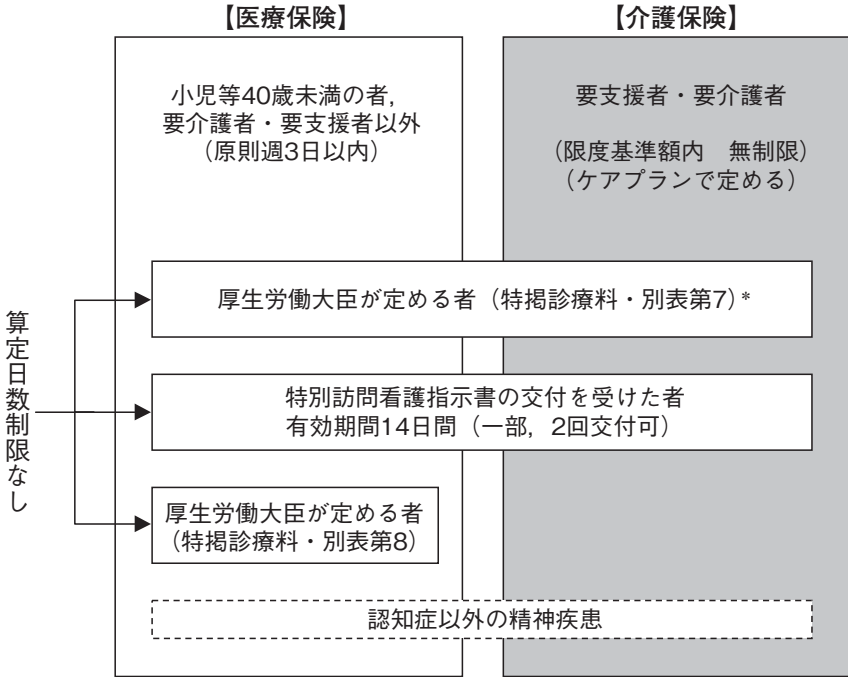 【医療保険】
【介護保険】
小児等40歳未満の者，
要介護者・要支援者以外
（原則週3日以内）
要支援者・要介護者
（限度基準額内　無制限）
（ケアプランで定める）
算定日数制限なし
厚生労働大臣が定める者（特掲診療料・別表第7）*
特別訪問看護指示書の交付を受けた者
有効期間14日間（一部，2回交付可）
厚生労働大臣が定める者
（特掲診療料・別表第8）
認知症以外の精神疾患